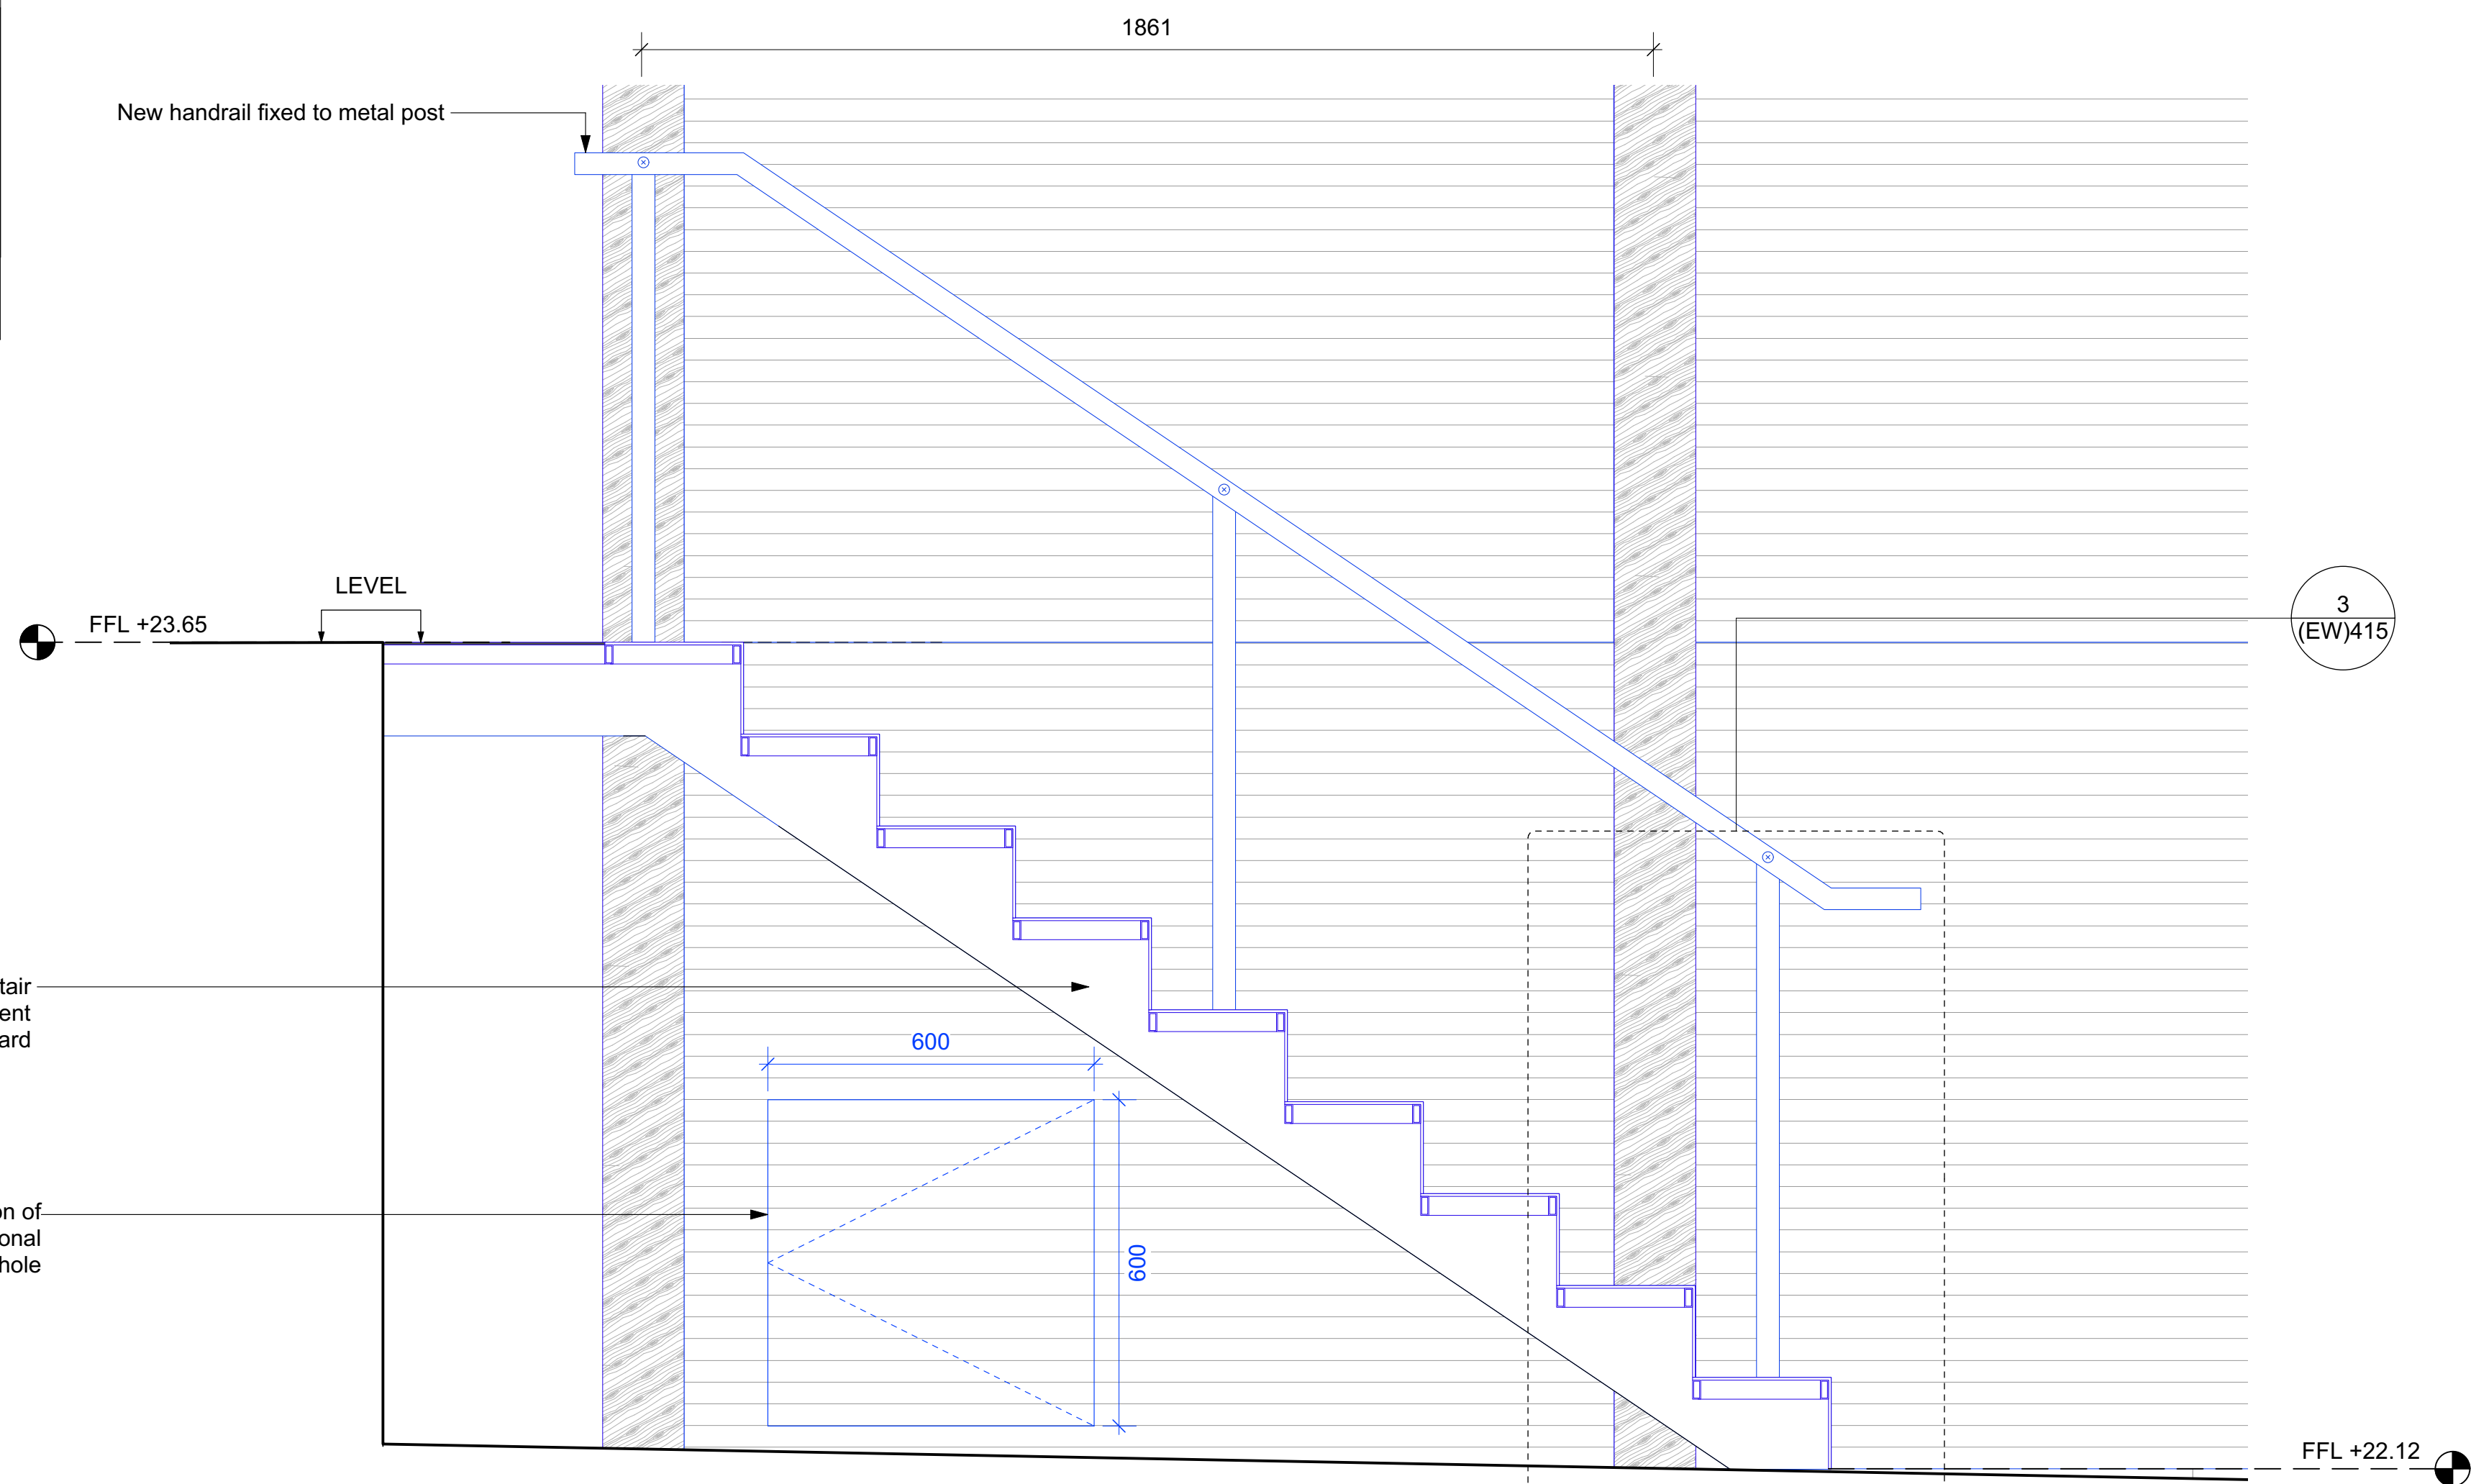 1861
New handrail fixed to metal post
LEVEL
FFL +23.65
3
(EW)415
tair
ent
ard
600
600
on of
onal
hole
FFL +22.12